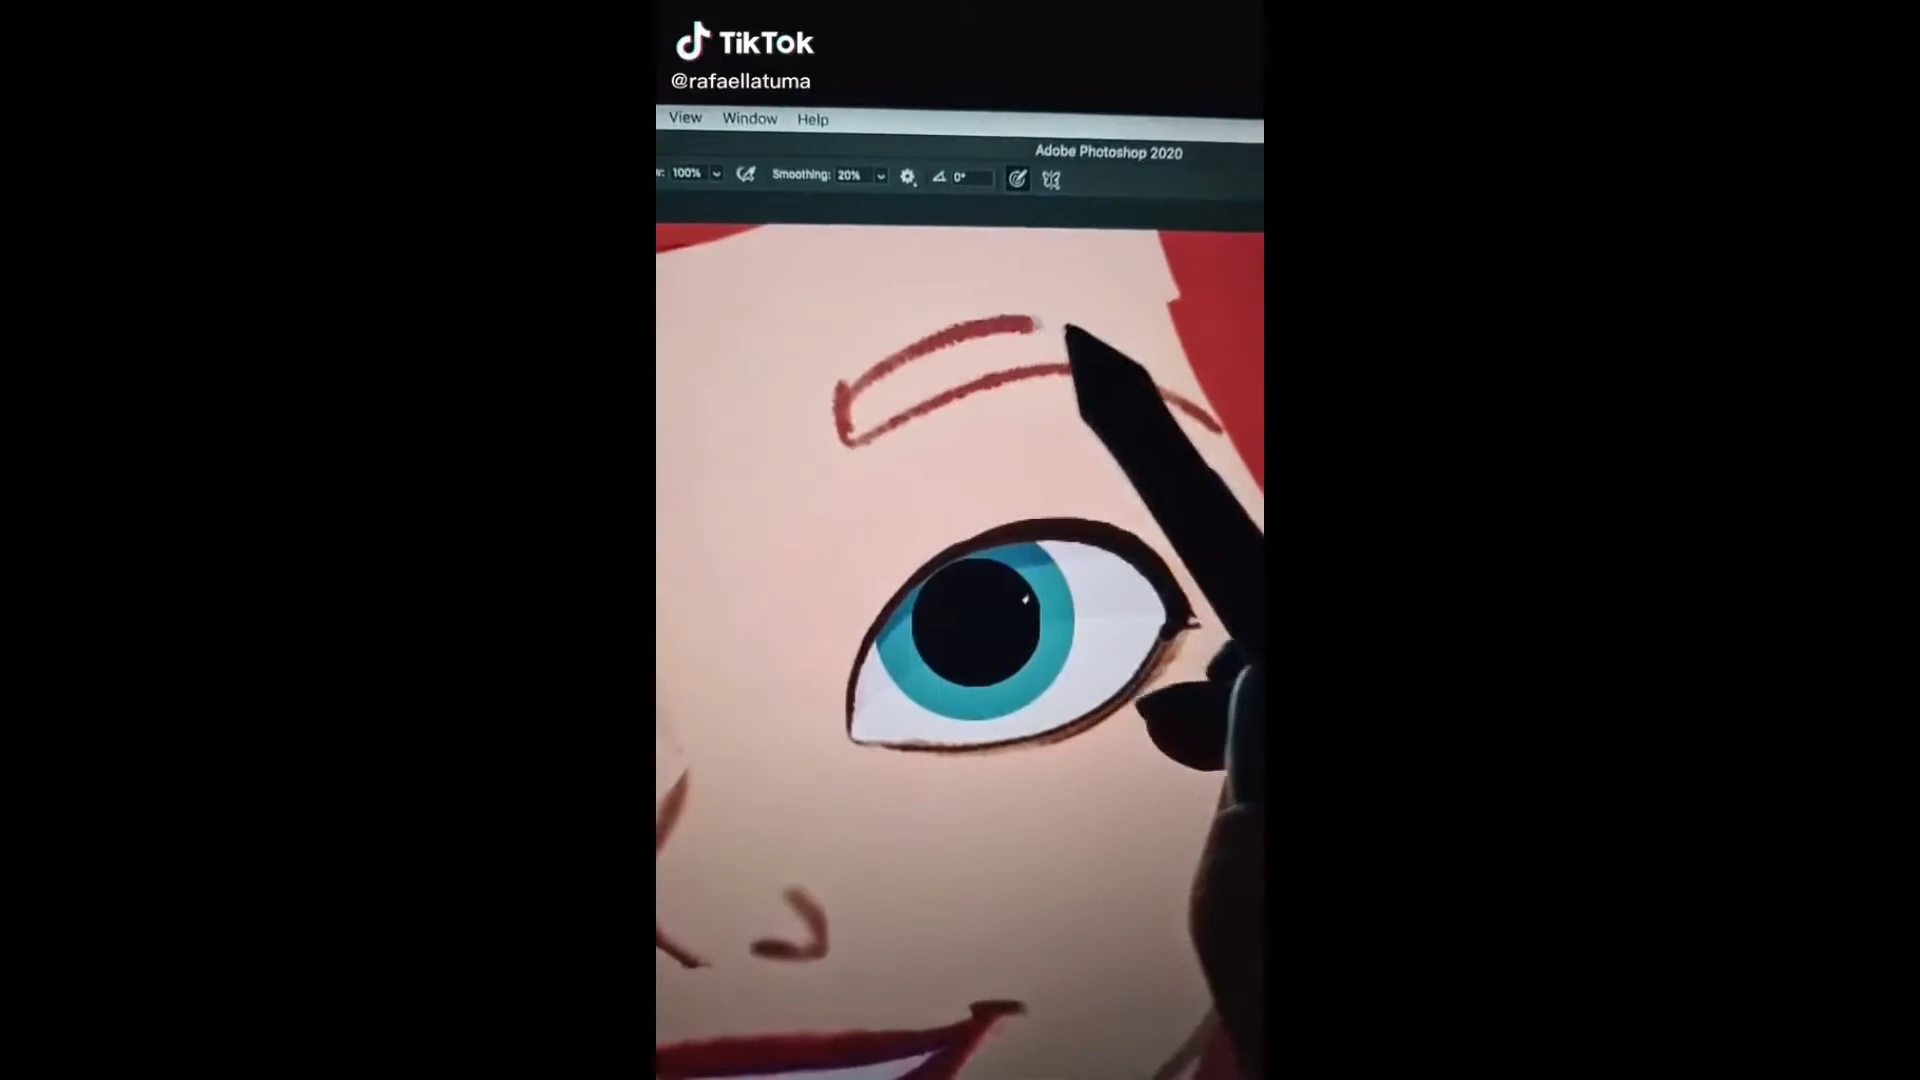 TikTok
@rafaellatuma
View Window Help
Adobe Photoshop 2020
100% Smoothing: 20% 0°